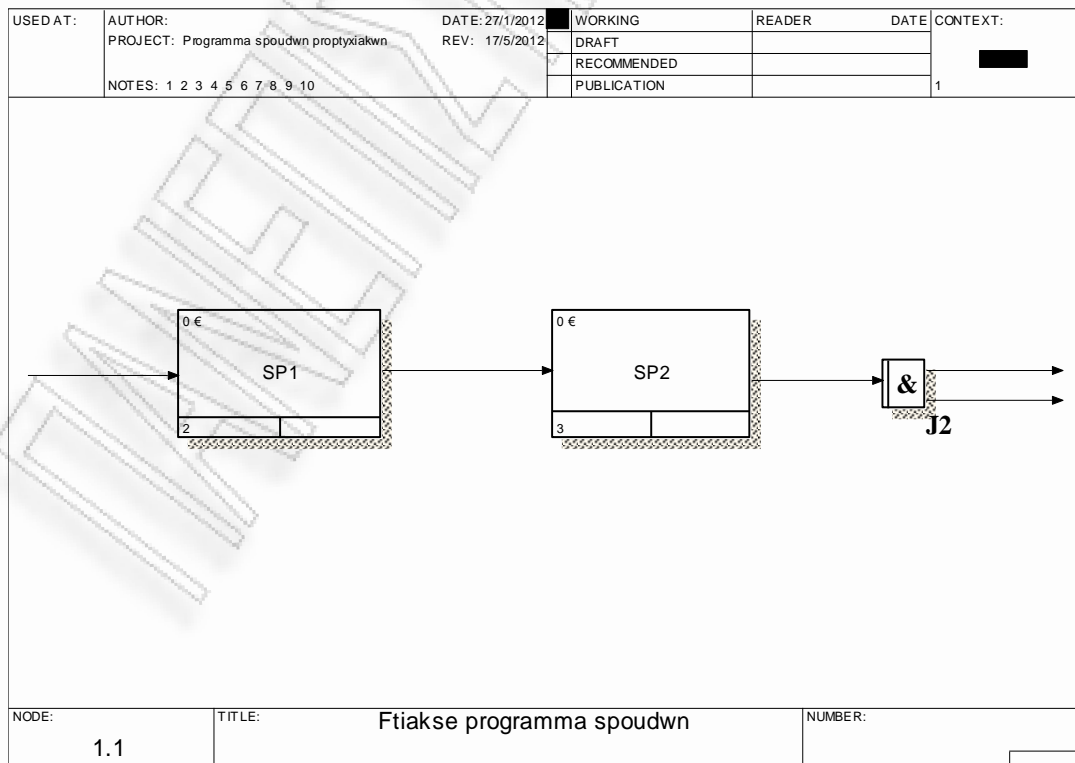 USED AT:
AUTHOR:
DATE: 27/1/2012
WORKING
READER
DATE
CONTEXT:
PROJECT: Programma spoudwn proptyxiakwn
REV: 17/5/2012
DRAFT
RECOMMENDED
NOTES: 1 2 3 4 5 6 7 8 9 10
PUBLICATION
1
0 €
SP1
2
0 €
SP2
3
&
J2
NODE:
1.1
TITLE:
Ftiakse programma spoudwn
NUMBER: